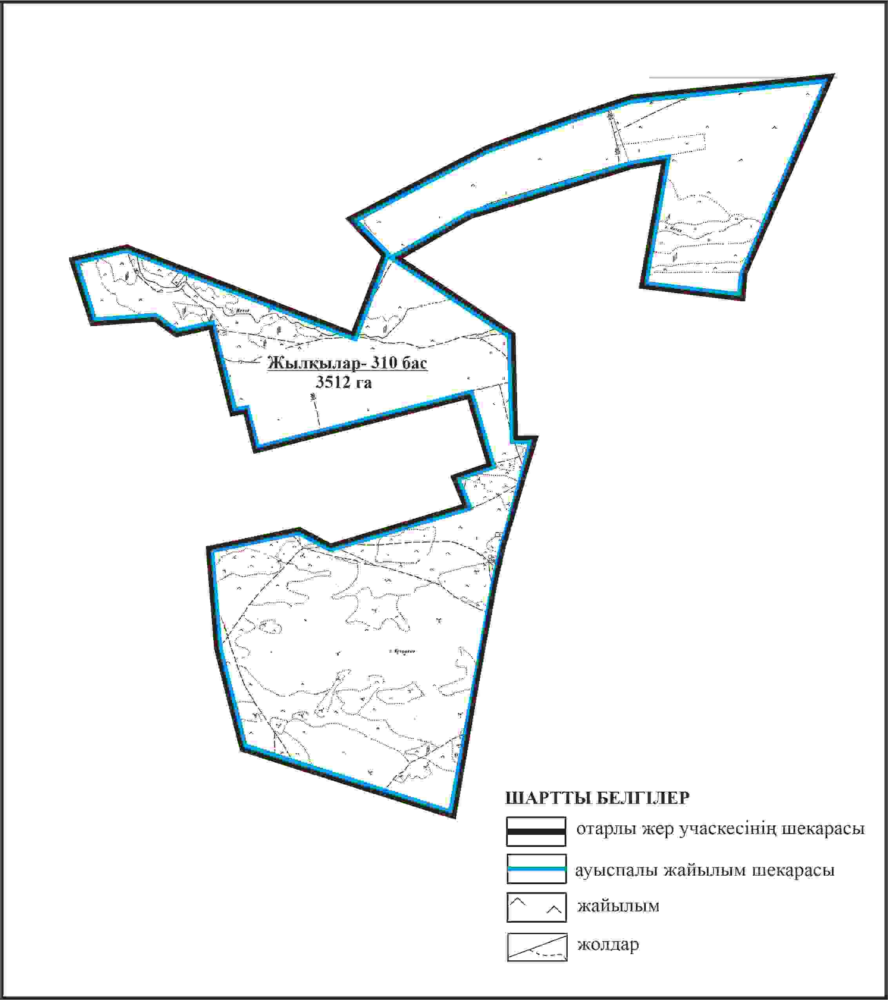 Жылқылар- 310 бас
3512 га
ШАРТТЫ БЕЛГІЛЕР
отарлы жер учаскесінің шекарасы
ауыспалы жайылым шекарасы
жайылым
жолдар